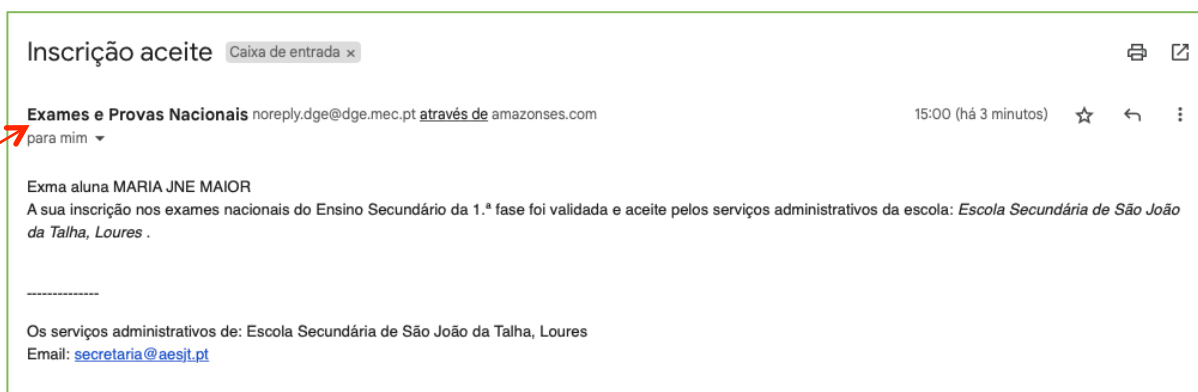 Inscrição aceite Caixa de entrada ×
Exames e Provas Nacionais noreply.dge@dge.mec.pt através de amazonses.com 15:00 (há 3 minutos)
para mim
Exma aluna MARIA JNE MAIOR
A sua inscrição nos exames nacionais do Ensino Secundário da 1.ª fase foi validada e aceite pelos serviços administrativos da escola: Escola Secundária de São João
da Talha, Loures .
--------------
Os serviços administrativos de: Escola Secundária de São João da Talha, Loures
Email: secretaria@aesjt.pt